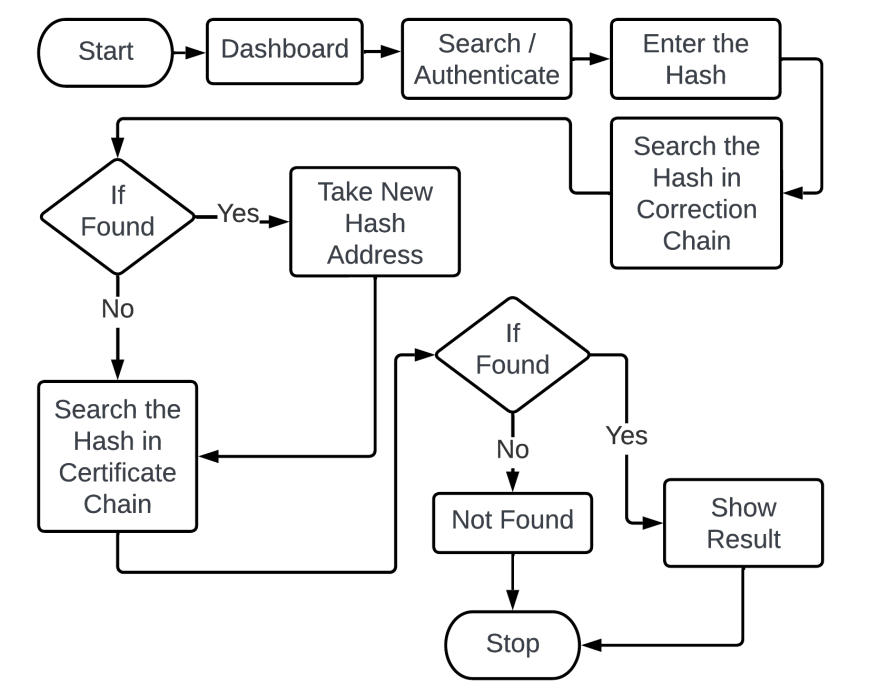 Start
Dashboard
Search /
Authenticate
Enter the
Hash
Search the
Hash in
Correction
Chain
If
Found
Yes
Take New
Hash
Address
No
Search the
Hash in
Certificate
Chain
If
Found
No
Yes
Not Found
Show
Result
Stop